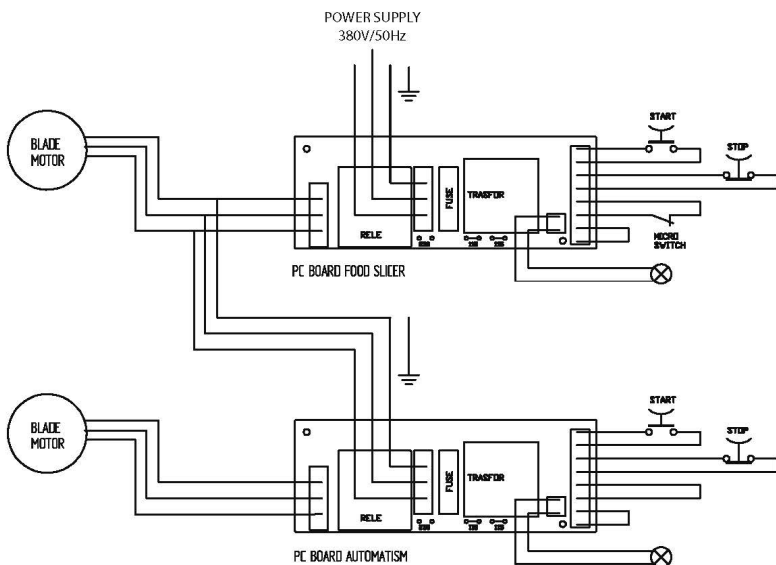 POWER SUPPLY
380V/50Hz
BLADE
MOTOR
START
STOP
FUSE
TRASFOR
RELE
MICRO
SWITCH
PC BOARD FOOD SLICER
BLADE
MOTOR
START
STOP
FUSE
TRASFOR
RELE
PC BOARD AUTOMATISM